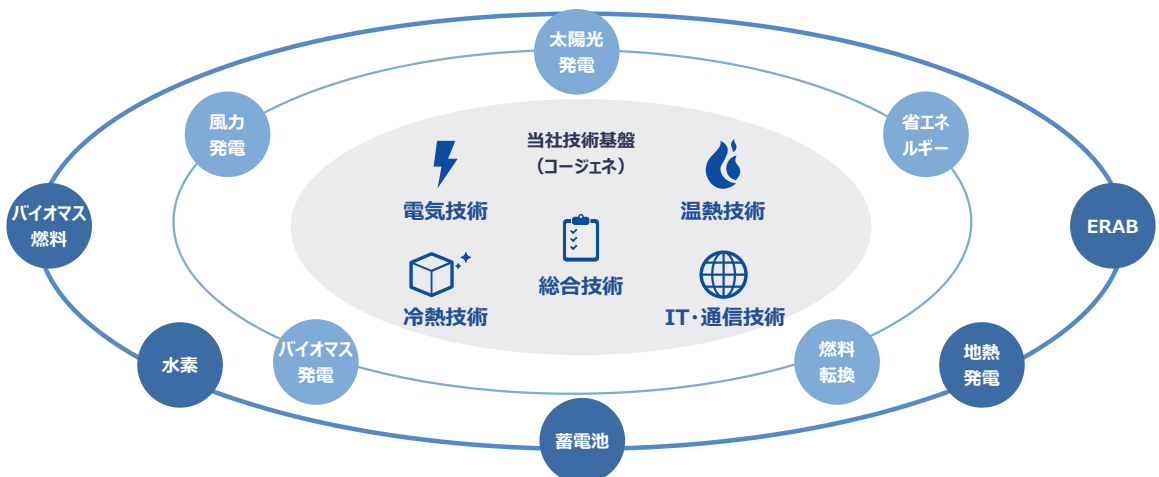 太陽光
発電
風力
発電
省エネ
ルギー
当社技術基盤
（コージェネ）
電気技術
温熱技術
バイオマス
燃料
ERAB
総合技術
冷熱技術
IT・通信技術
バイオマス
発電
燃料
転換
水素
地熱
発電
蓄電池